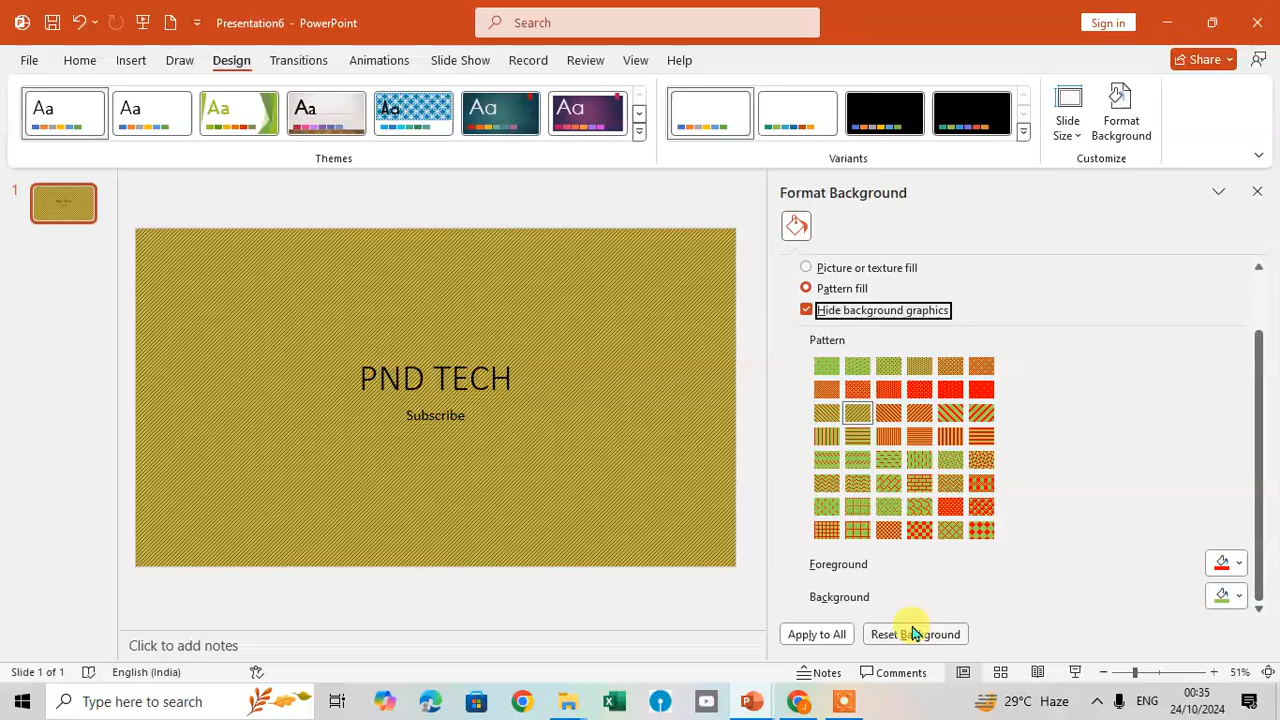 Presentation6 - PowerPoint
Search
Sign in
File
Home
Insert
Draw
Design
Transitions
Animations
Slide Show
Record
Review
View
Help
Share
Aa
Aa
Aa
Aa
Aa
Aa
Aa
Slide
Size
Format
Background
Themes
Variants
Customize
1
Format Background
Picture or texture fill
Pattern fill
Hide background graphics
Pattern
PND TECH
Subscribe
Foreground
Background
Apply to All
Reset Background
Click to add notes
Slide 1 of 1
English (India)
Notes
Comments
51%
Type here to search
29°C Haze
ENG
00:35
24/10/2024